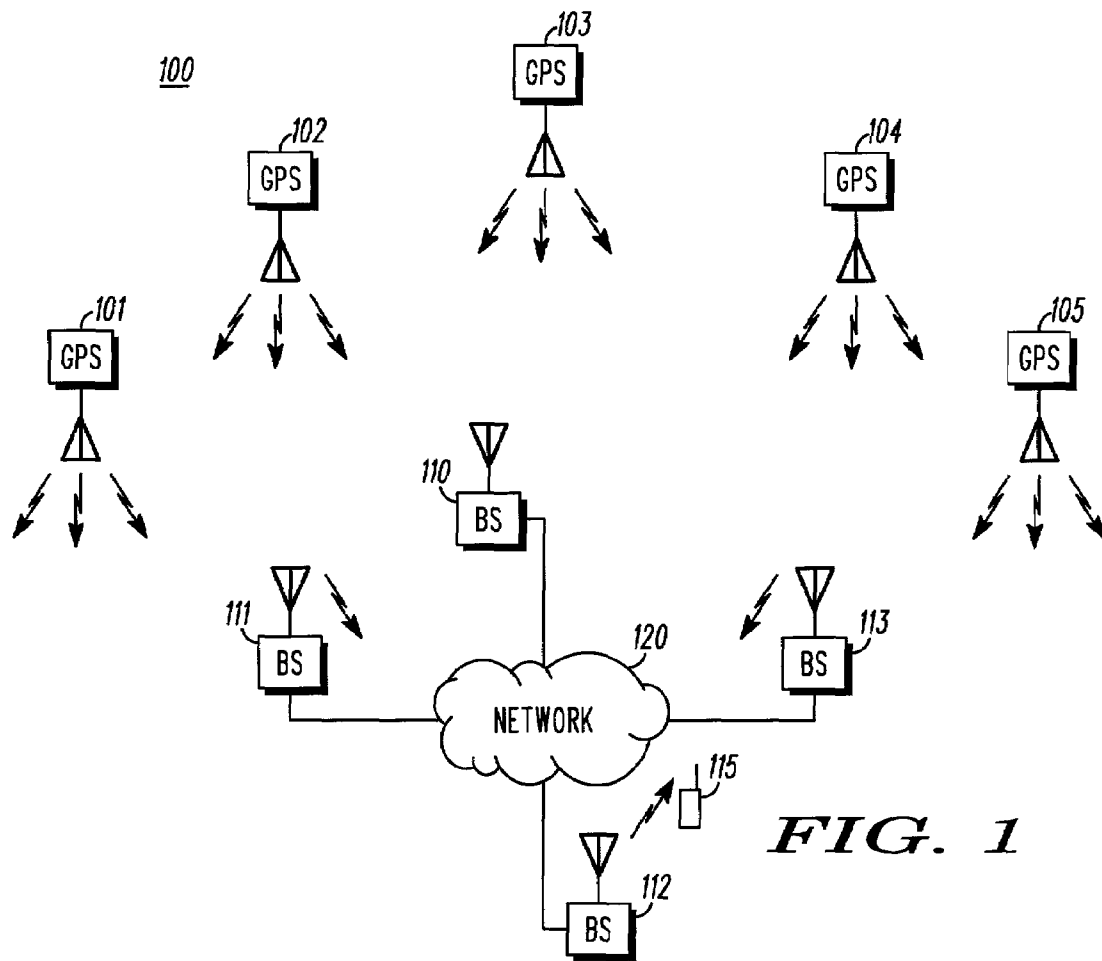 100
103
GPS
102
GPS
104
GPS
101
GPS
105
GPS
110
BS
111
BS
113
BS
120
NETWORK
115
FIG. 1
112
BS